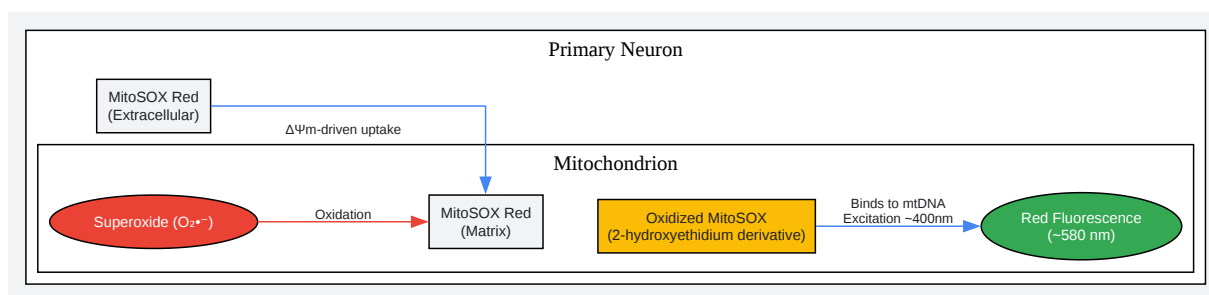 Primary Neuron
MitoSOX Red
(Extracellular)
ΔΨm-driven uptake
Mitochondrion
Superoxide (O₂•⁻)
Oxidation
MitoSOX Red
(Matrix)
Oxidized MitoSOX
(2-hydroxyethidium derivative)
Binds to mtDNA
Excitation ~400nm
Red Fluorescence
(~580 nm)